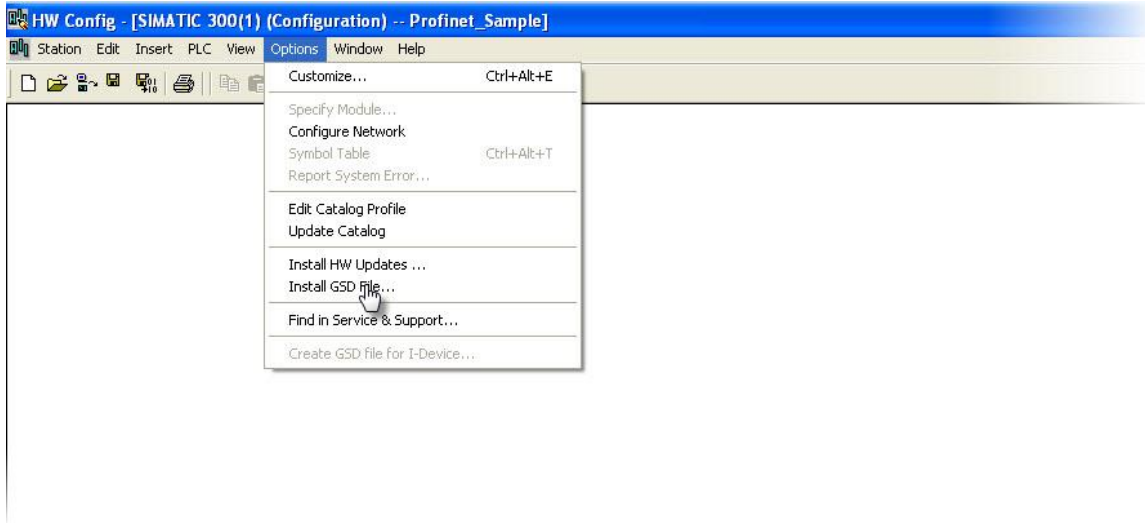 HW Config - [SIMATIC 300(1) (Configuration) -- Profinet_Sample]
Station Edit Insert PLC View Options Window Help
Customize... Ctrl+Alt+E
Specify Module...
Configure Network
Symbol Table Ctrl+Alt+T
Report System Error...
Edit Catalog Profile
Update Catalog
Install HW Updates ...
Install GSD File...
Find in Service & Support...
Create GSD file for I-Device...